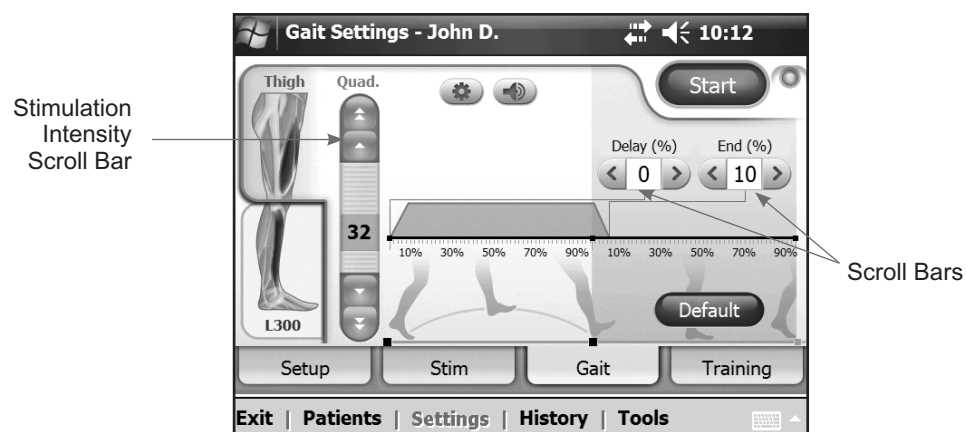 Gait Settings - John D.
10:12
Stimulation
Intensity
Scroll Bar
Thigh
Quad.
Start
Delay (%)
End (%)
0
10
32
10% 30% 50% 70% 90% 10% 30% 50% 70% 90%
Scroll Bars
L300
Default
Setup
Stim
Gait
Training
Exit | Patients | Settings | History | Tools